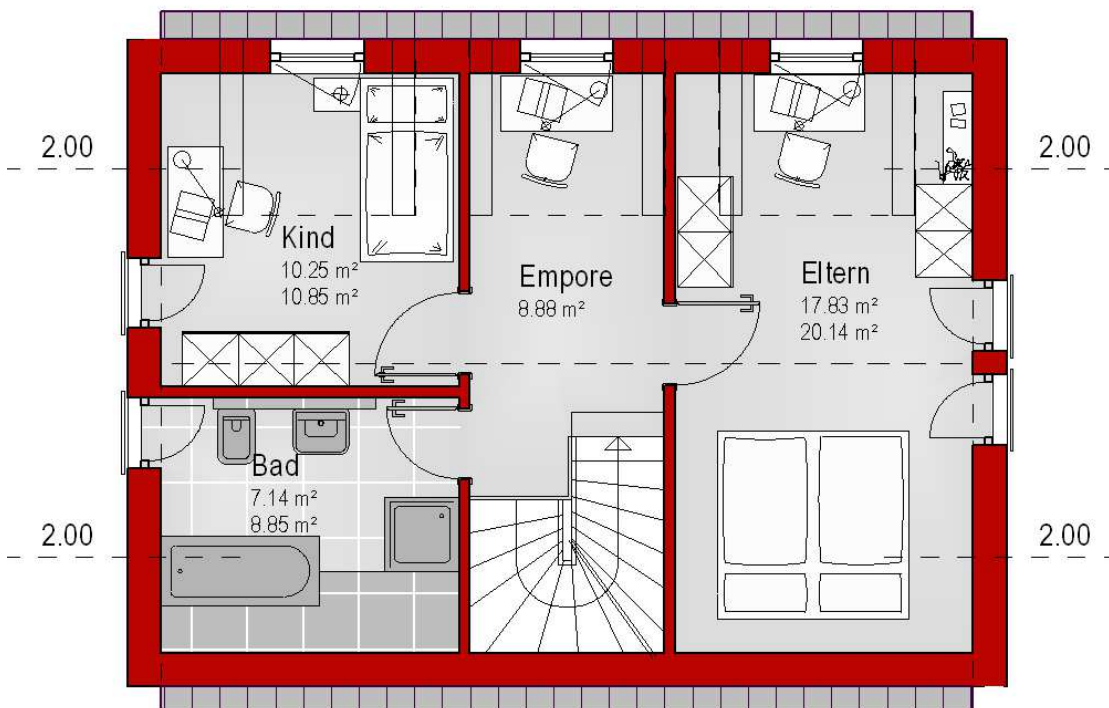 2.00
2.00
Kind
10.25 m²
10.85 m²
Empore
8.88 m²
Eltern
17.83 m²
20.14 m²
Bad
7.14 m²
8.85 m²
2.00
2.00